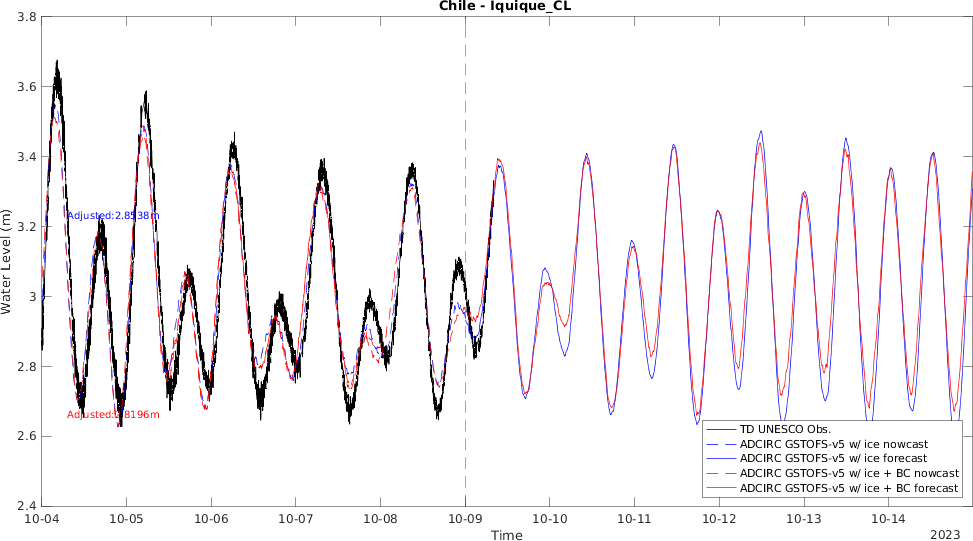 Chile - Iquique_CL
3.8
3.6
3.4
3.2
3
2.8
2.6
2.4
Water Level (m)
Adjusted:2.8538m
Adjusted:2.8196m
TD UNESCO Obs.
ADCIRC GSTOFS-v5 w/ ice nowcast
ADCIRC GSTOFS-v5 w/ ice forecast
ADCIRC GSTOFS-v5 w/ ice + BC nowcast
ADCIRC GSTOFS-v5 w/ ice + BC forecast
10-04 10-05 10-06 10-07 10-08 10-09 10-10 10-11 10-12 10-13 10-14
Time
2023